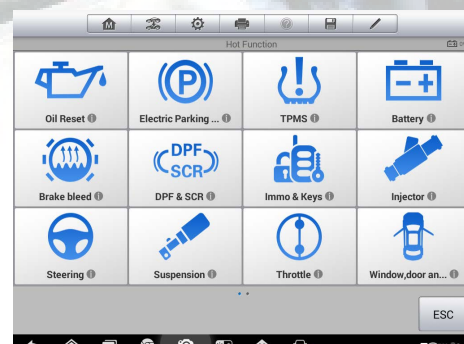 Hot Function
Oil Reset
Electric Parking ...
TPMS
Battery
Brake bleed
DPF
SCR
DPF & SCR
Immo & Keys
Injector
Steering
Suspension
Throttle
Window,door an...
ESC